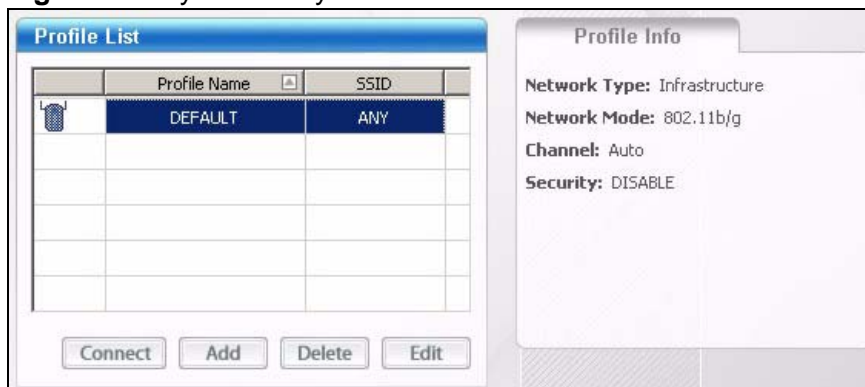 Profile List
Profile Name SSID
DEFAULT ANY
Connect Add Delete Edit
Profile Info
Network Type: Infrastructure
Network Mode: 802.11b/g
Channel: Auto
Security: DISABLE